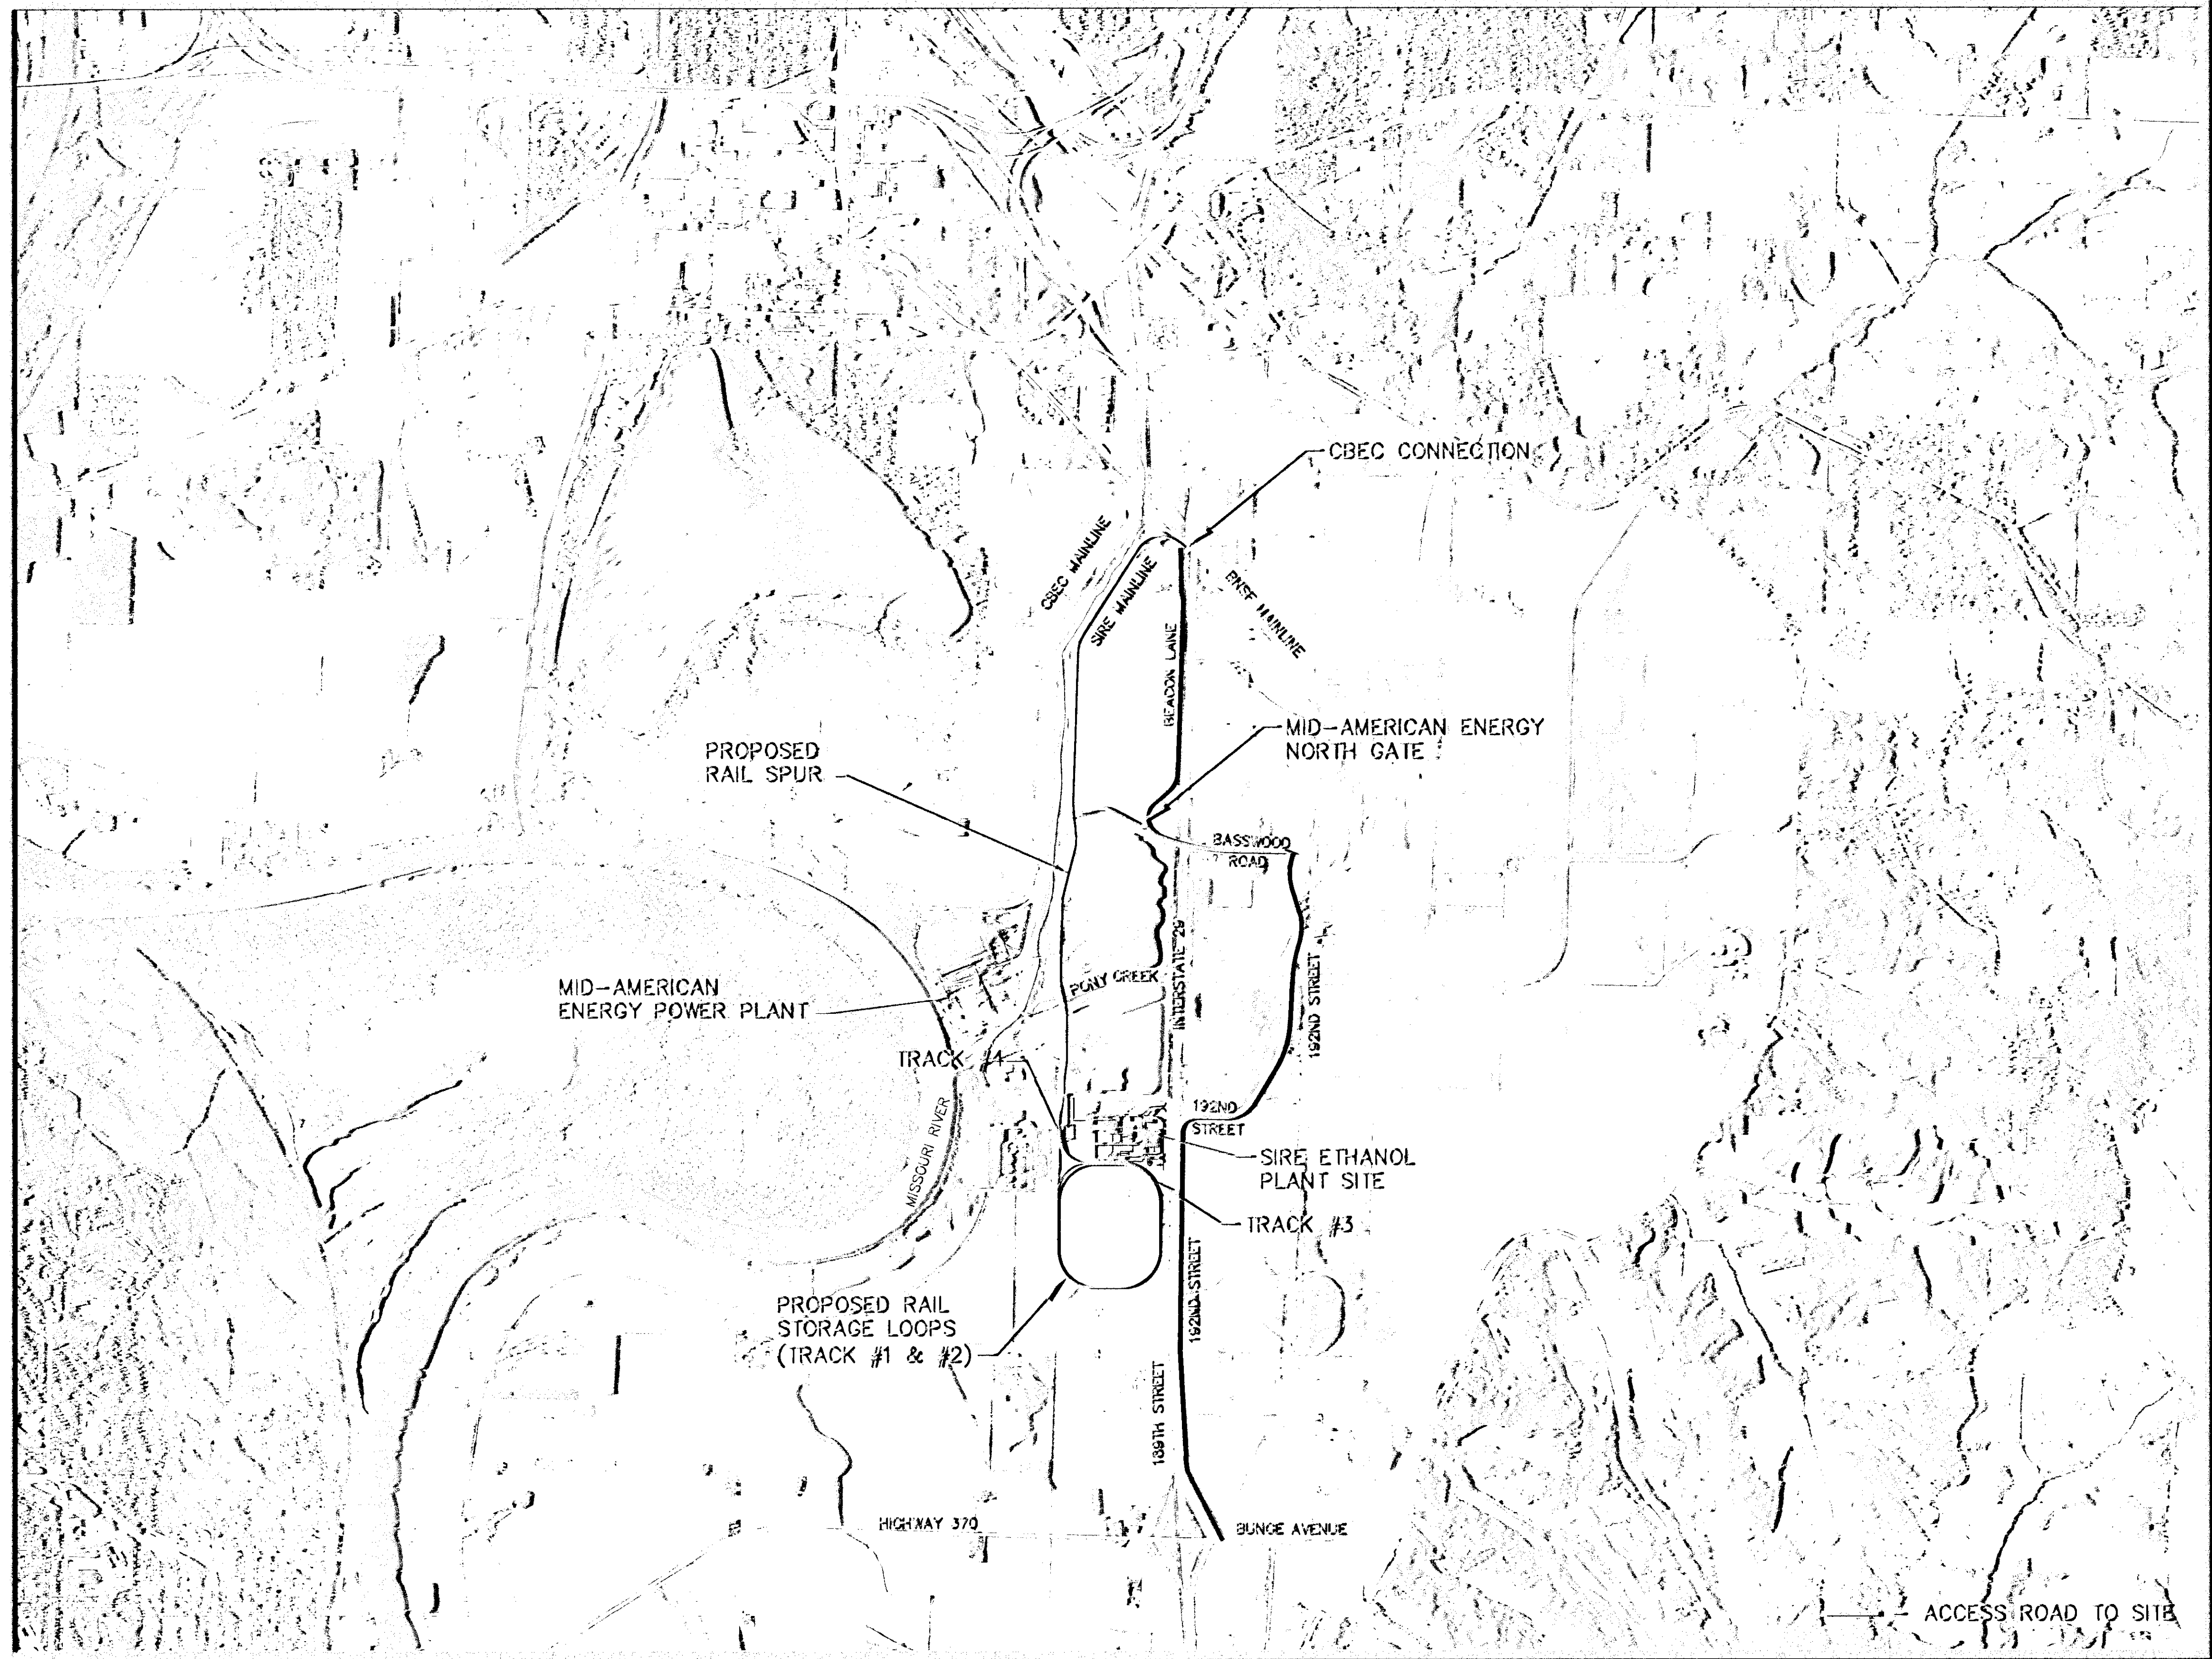 CBEC CONNECTION
CBEC MAINLINE
SIRE MAINLINE
BNSF MAINLINE
BEACON LANE
MID-AMERICAN ENERGY
NORTH GATE
PROPOSED
RAIL SPUR
BASSWOOD
ROAD
INTERSTATE 29
192ND STREET
PONY CREEK
MID-AMERICAN
ENERGY POWER PLANT
TRACK #4
MISSOURI RIVER
192ND
STREET
SIRE ETHANOL
PLANT SITE
TRACK #3
192ND STREET
PROPOSED RAIL
STORAGE LOOPS
(TRACK #1 & #2)
189TH STREET
HIGHWAY 370
BUNGE AVENUE
ACCESS ROAD TO SITE